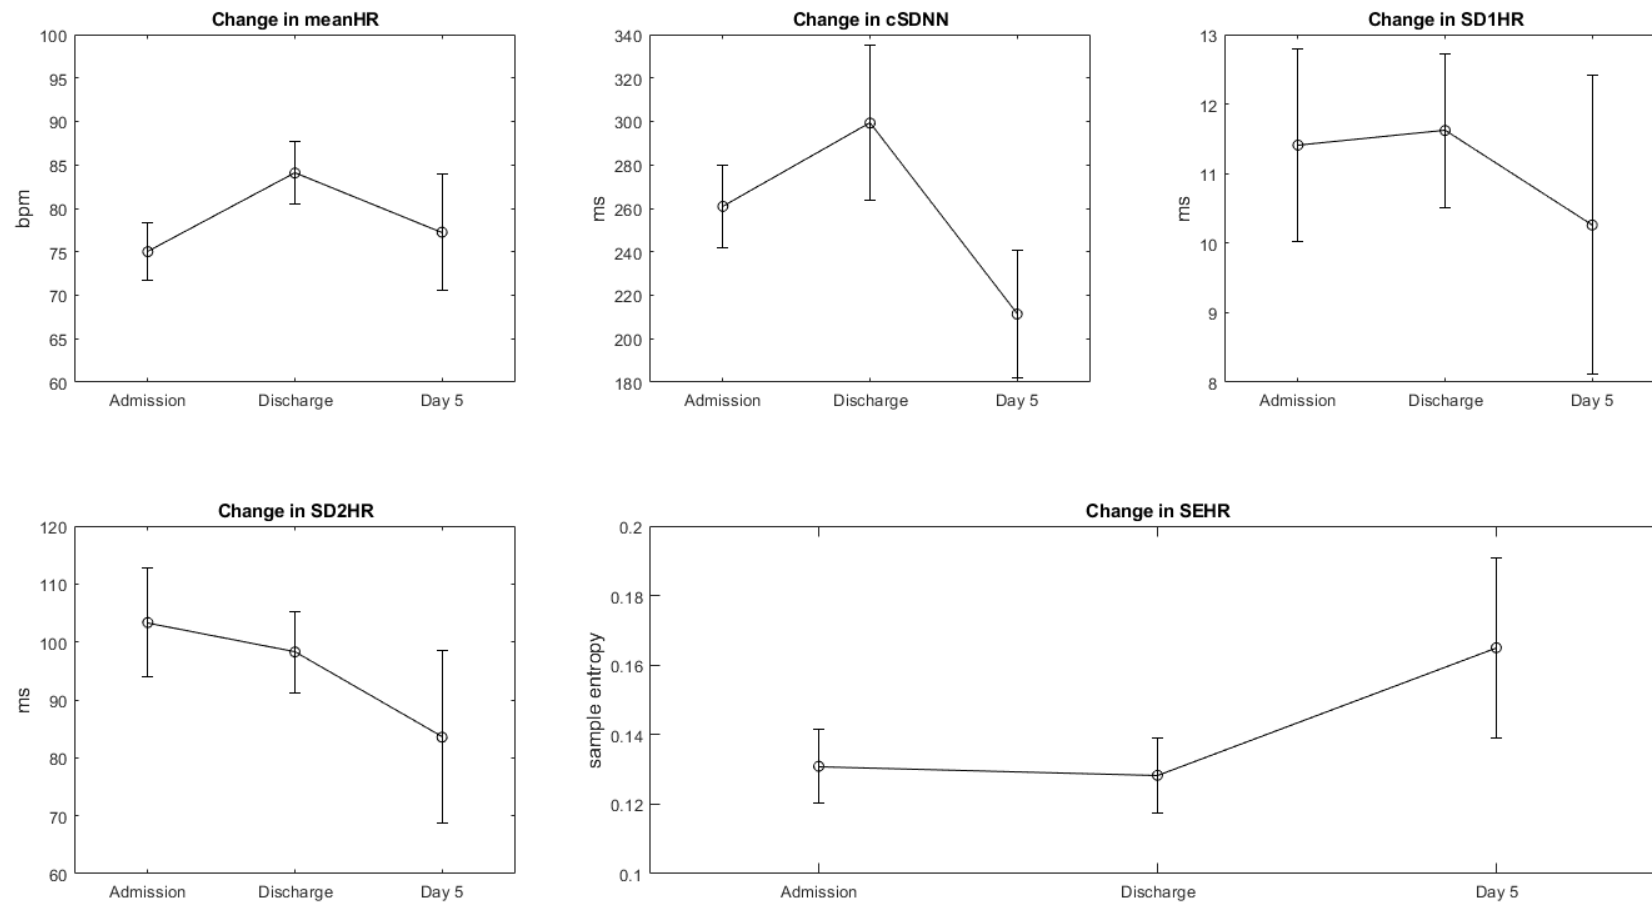 Change in meanHR
100
95
90
85
80
75
70
65
60
bpm
Admission Discharge Day 5
Change in cSDNN
340
320
300
280
260
240
220
200
180
ms
Admission Discharge Day 5
Change in SD1HR
13
12
11
10
9
8
ms
Admission Discharge Day 5
Change in SD2HR
120
110
100
90
80
70
60
ms
Admission Discharge Day 5
Change in SEHR
0.2
0.18
0.16
0.14
0.12
0.1
sample entropy
Admission Discharge Day 5